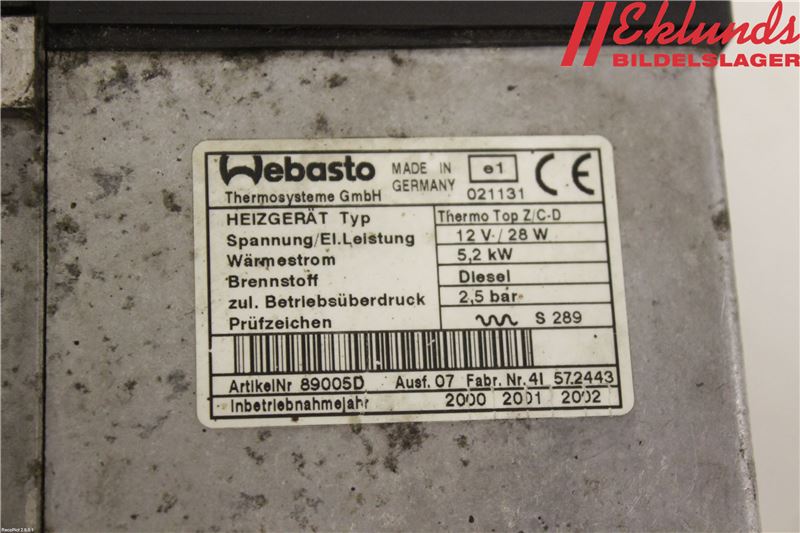 Eklunds
BILDELSLAGER
Webasto
Thermosysteme GmbH
MADE IN
GERMANY
e1
021131
CE
HEIZGERÄT Typ
Thermo Top Z/C-D
Spannung/El.Leistung
12 V / 28 W
Wärmestrom
5,2 kW
Brennstoff
Diesel
zul. Betriebsüberdruck
2,5 bar
Prüfzeichen
S 289
ArtikelNr 89005D Ausf. 07 Fabr. Nr. 41 572443
Inbetriebnahmejahr 2000 2001 2002